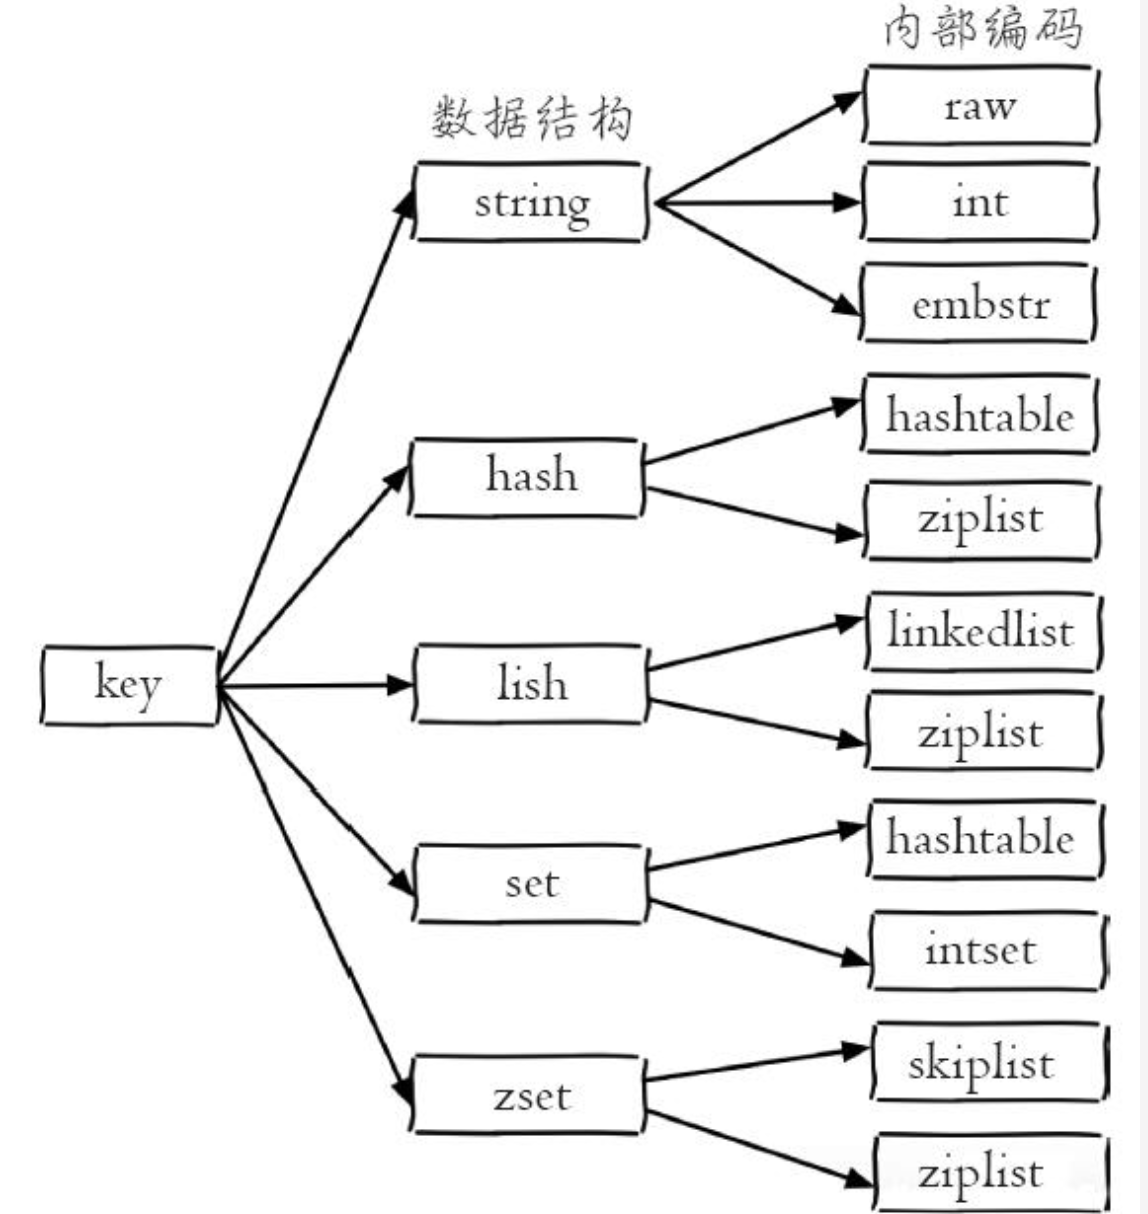 内部编码
数据结构
raw
string
int
embstr
hashtable
hash
ziplist
linkedlist
key
lish
ziplist
hashtable
set
intset
skiplist
zset
ziplist